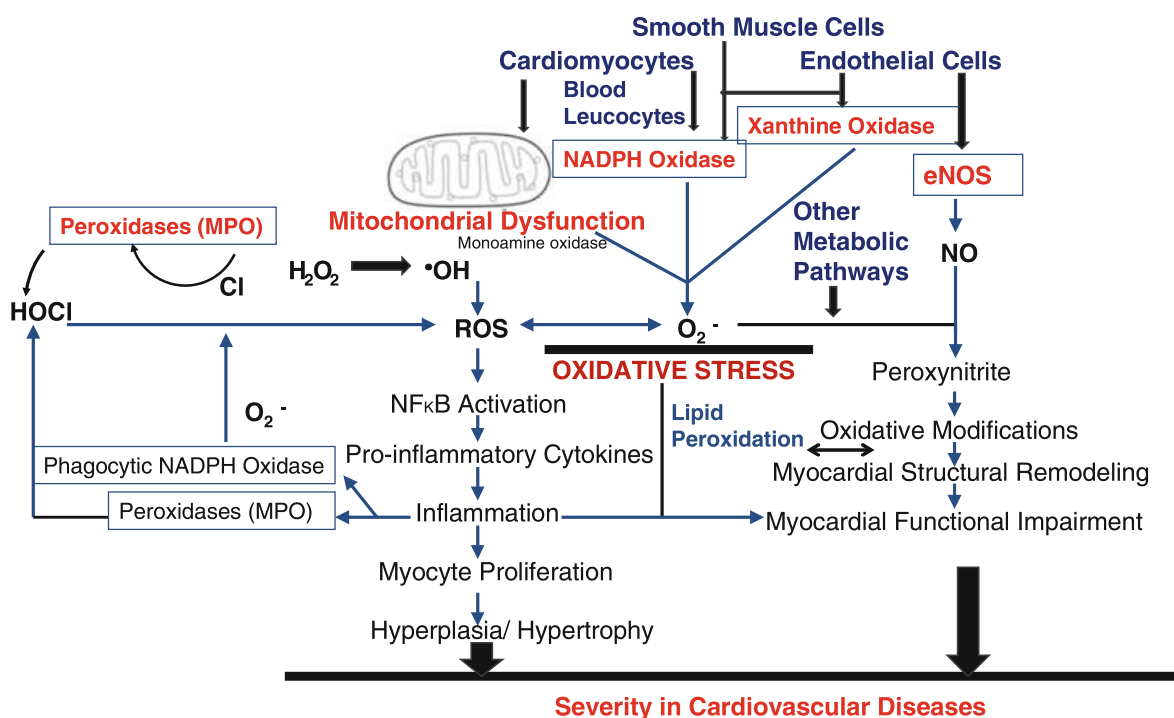 Smooth Muscle Cells
Cardiomyocytes
Endothelial Cells
Blood
Leucocytes
Xanthine Oxidase
NADPH Oxidase
eNOS
Peroxidases (MPO)
Mitochondrial Dysfunction
Monoamine oxidase
Other
Metabolic
Pathways
NO
H₂O₂
•OH
Cl
HOCl
ROS
O₂ -
OXIDATIVE STRESS
Peroxynitrite
NFκB Activation
O₂ -
Lipid
Peroxidation
Oxidative Modifications
Phagocytic NADPH Oxidase
Pro-inflammatory Cytokines
Myocardial Structural Remodeling
Peroxidases (MPO)
Inflammation
Myocardial Functional Impairment
Myocyte Proliferation
Hyperplasia/ Hypertrophy
Severity in Cardiovascular Diseases